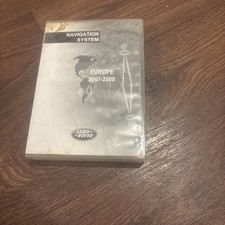 NAVIGATION
SYSTEM
EUROPE
2007-2008
LAND
ROVER